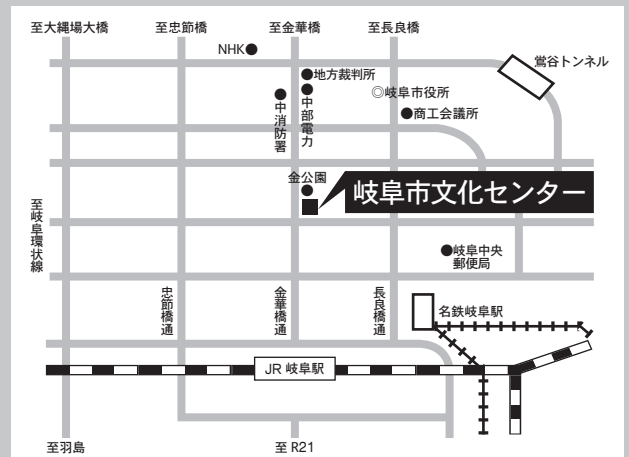 至大縄場大橋
至忠節橋
至金華橋
至長良橋
NHK●
鶯谷トンネル
●地方裁判所
●中部電力
◎岐阜市役所
●中消防署
●商工会議所
金公園
岐阜市文化センター
至岐阜環状線
●岐阜中央
郵便局
忠節橋通
金華橋通
長良橋通
名鉄岐阜駅
JR 岐阜駅
至羽島
至 R21